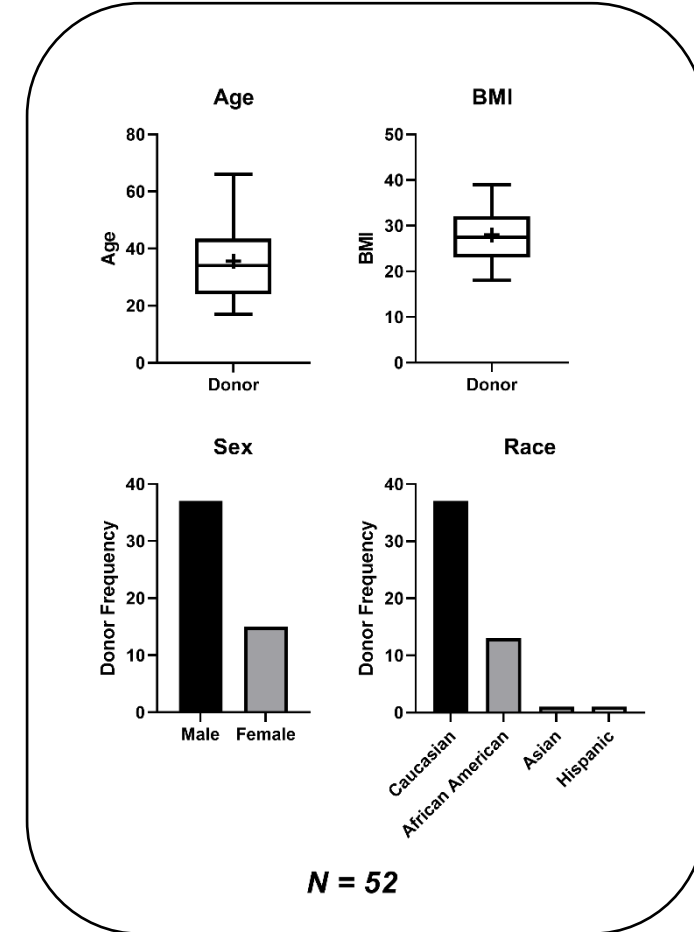 Age
80
60
40
20
0
Age
Donor
BMI
50
40
30
20
10
0
BMI
Donor
Sex
40
30
20
10
0
Donor Frequency
Male Female
Race
40
30
20
10
0
Donor Frequency
Caucasian
African American
Asian
Hispanic
N = 52